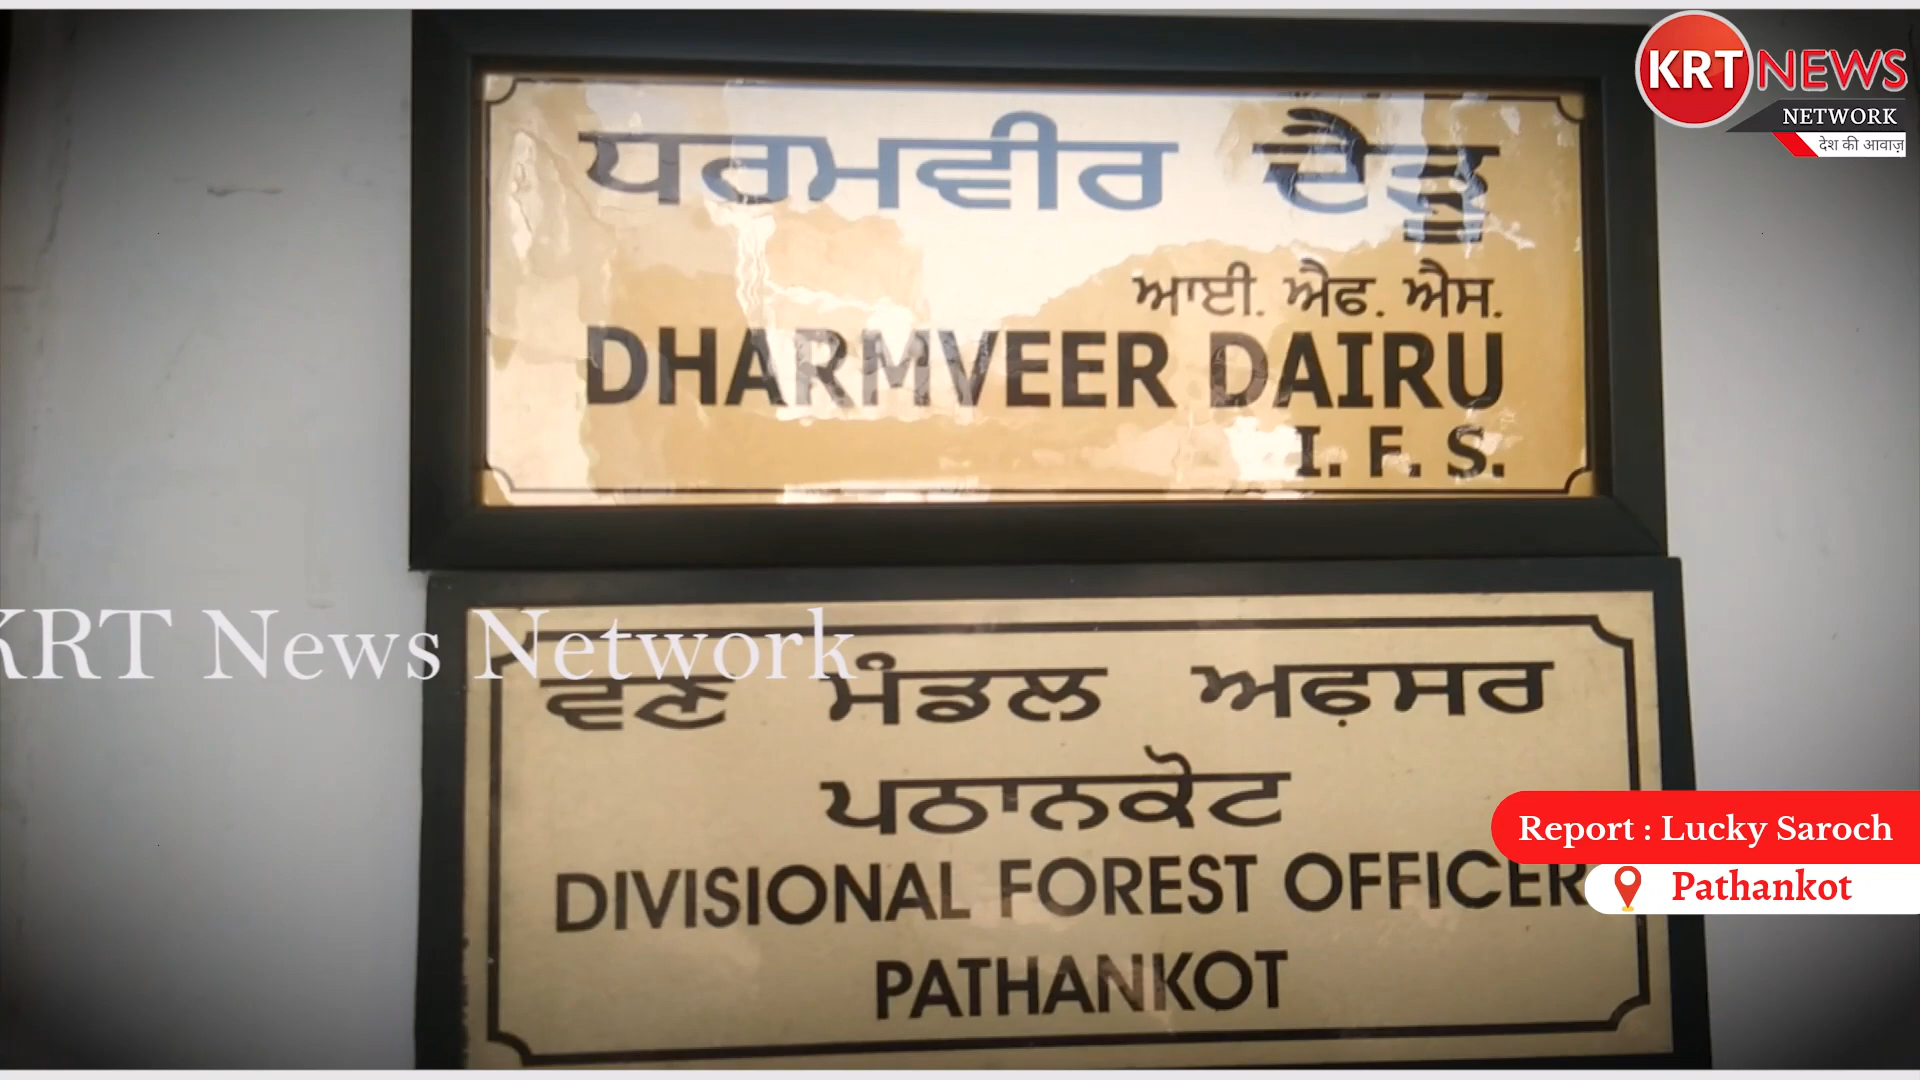 KRT NEWS
NETWORK
देश की आवाज़
ਧਰਮਵੀਰ ਦੈੜੂ
ਆਈ. ਐਫ. ਐਸ.
DHARMVEER DAIRU
I. F. S.
KRT News Network
ਵਣ ਮੰਡਲ ਅਫ਼ਸਰ
ਪਠਾਨਕੋਟ
DIVISIONAL FOREST OFFICER
PATHANKOT
Report : Lucky Saroch
Pathankot